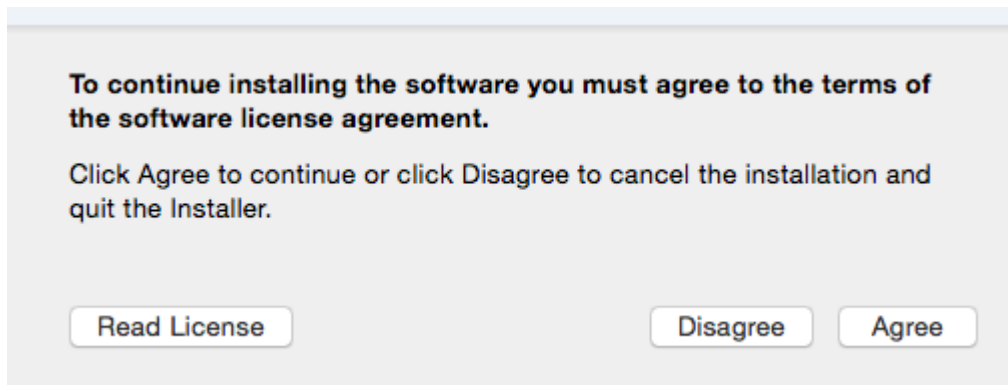 To continue installing the software you must agree to the terms of
the software license agreement.
Click Agree to continue or click Disagree to cancel the installation and
quit the Installer.
Read License
Disagree
Agree